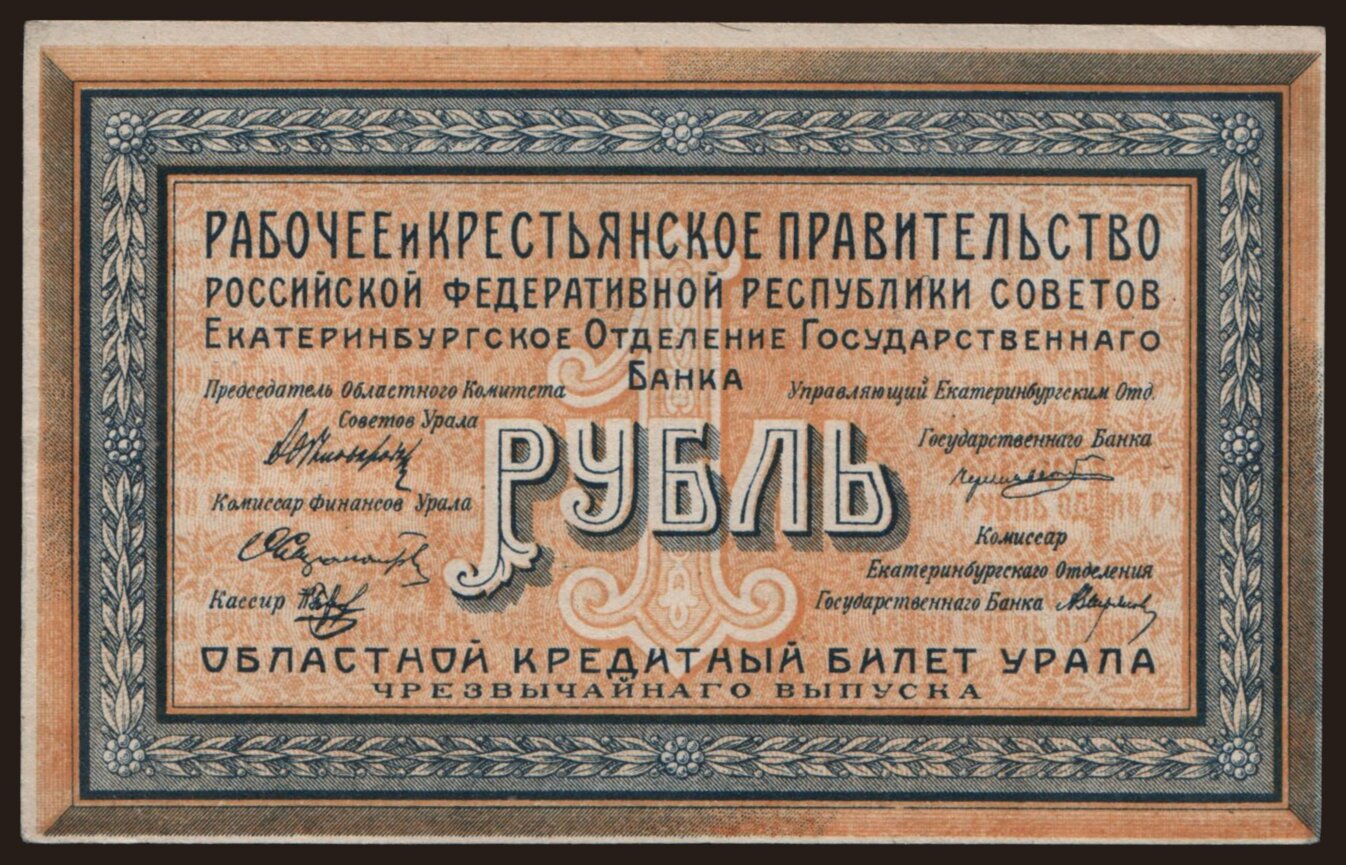 РАБОЧЕЕ и КРЕСТЬЯНСКОЕ ПРАВИТЕЛЬСТВО
РОССИЙСКОЙ ФЕДЕРАТИВНОЙ РЕСПУБЛИКИ СОВЕТОВ
ЕКАТЕРИНБУРГСКОЕ ОТДЕЛЕНИЕ ГОСУДАРСТВЕННАГО
БАНКА
Председатель Областного Комитета
Советов Урала
Комиссар Финансов Урала
Кассир
Управляющий Екатеринбургским Отд.
Государственнаго Банка
Комиссар
Екатеринбургскаго Отделения
Государственнаго Банка
1
РУБЛЬ
ОБЛАСТНОЙ КРЕДИТНЫЙ БИЛЕТ УРАЛА
ЧРЕЗВЫЧАЙНАГО ВЫПУСКА